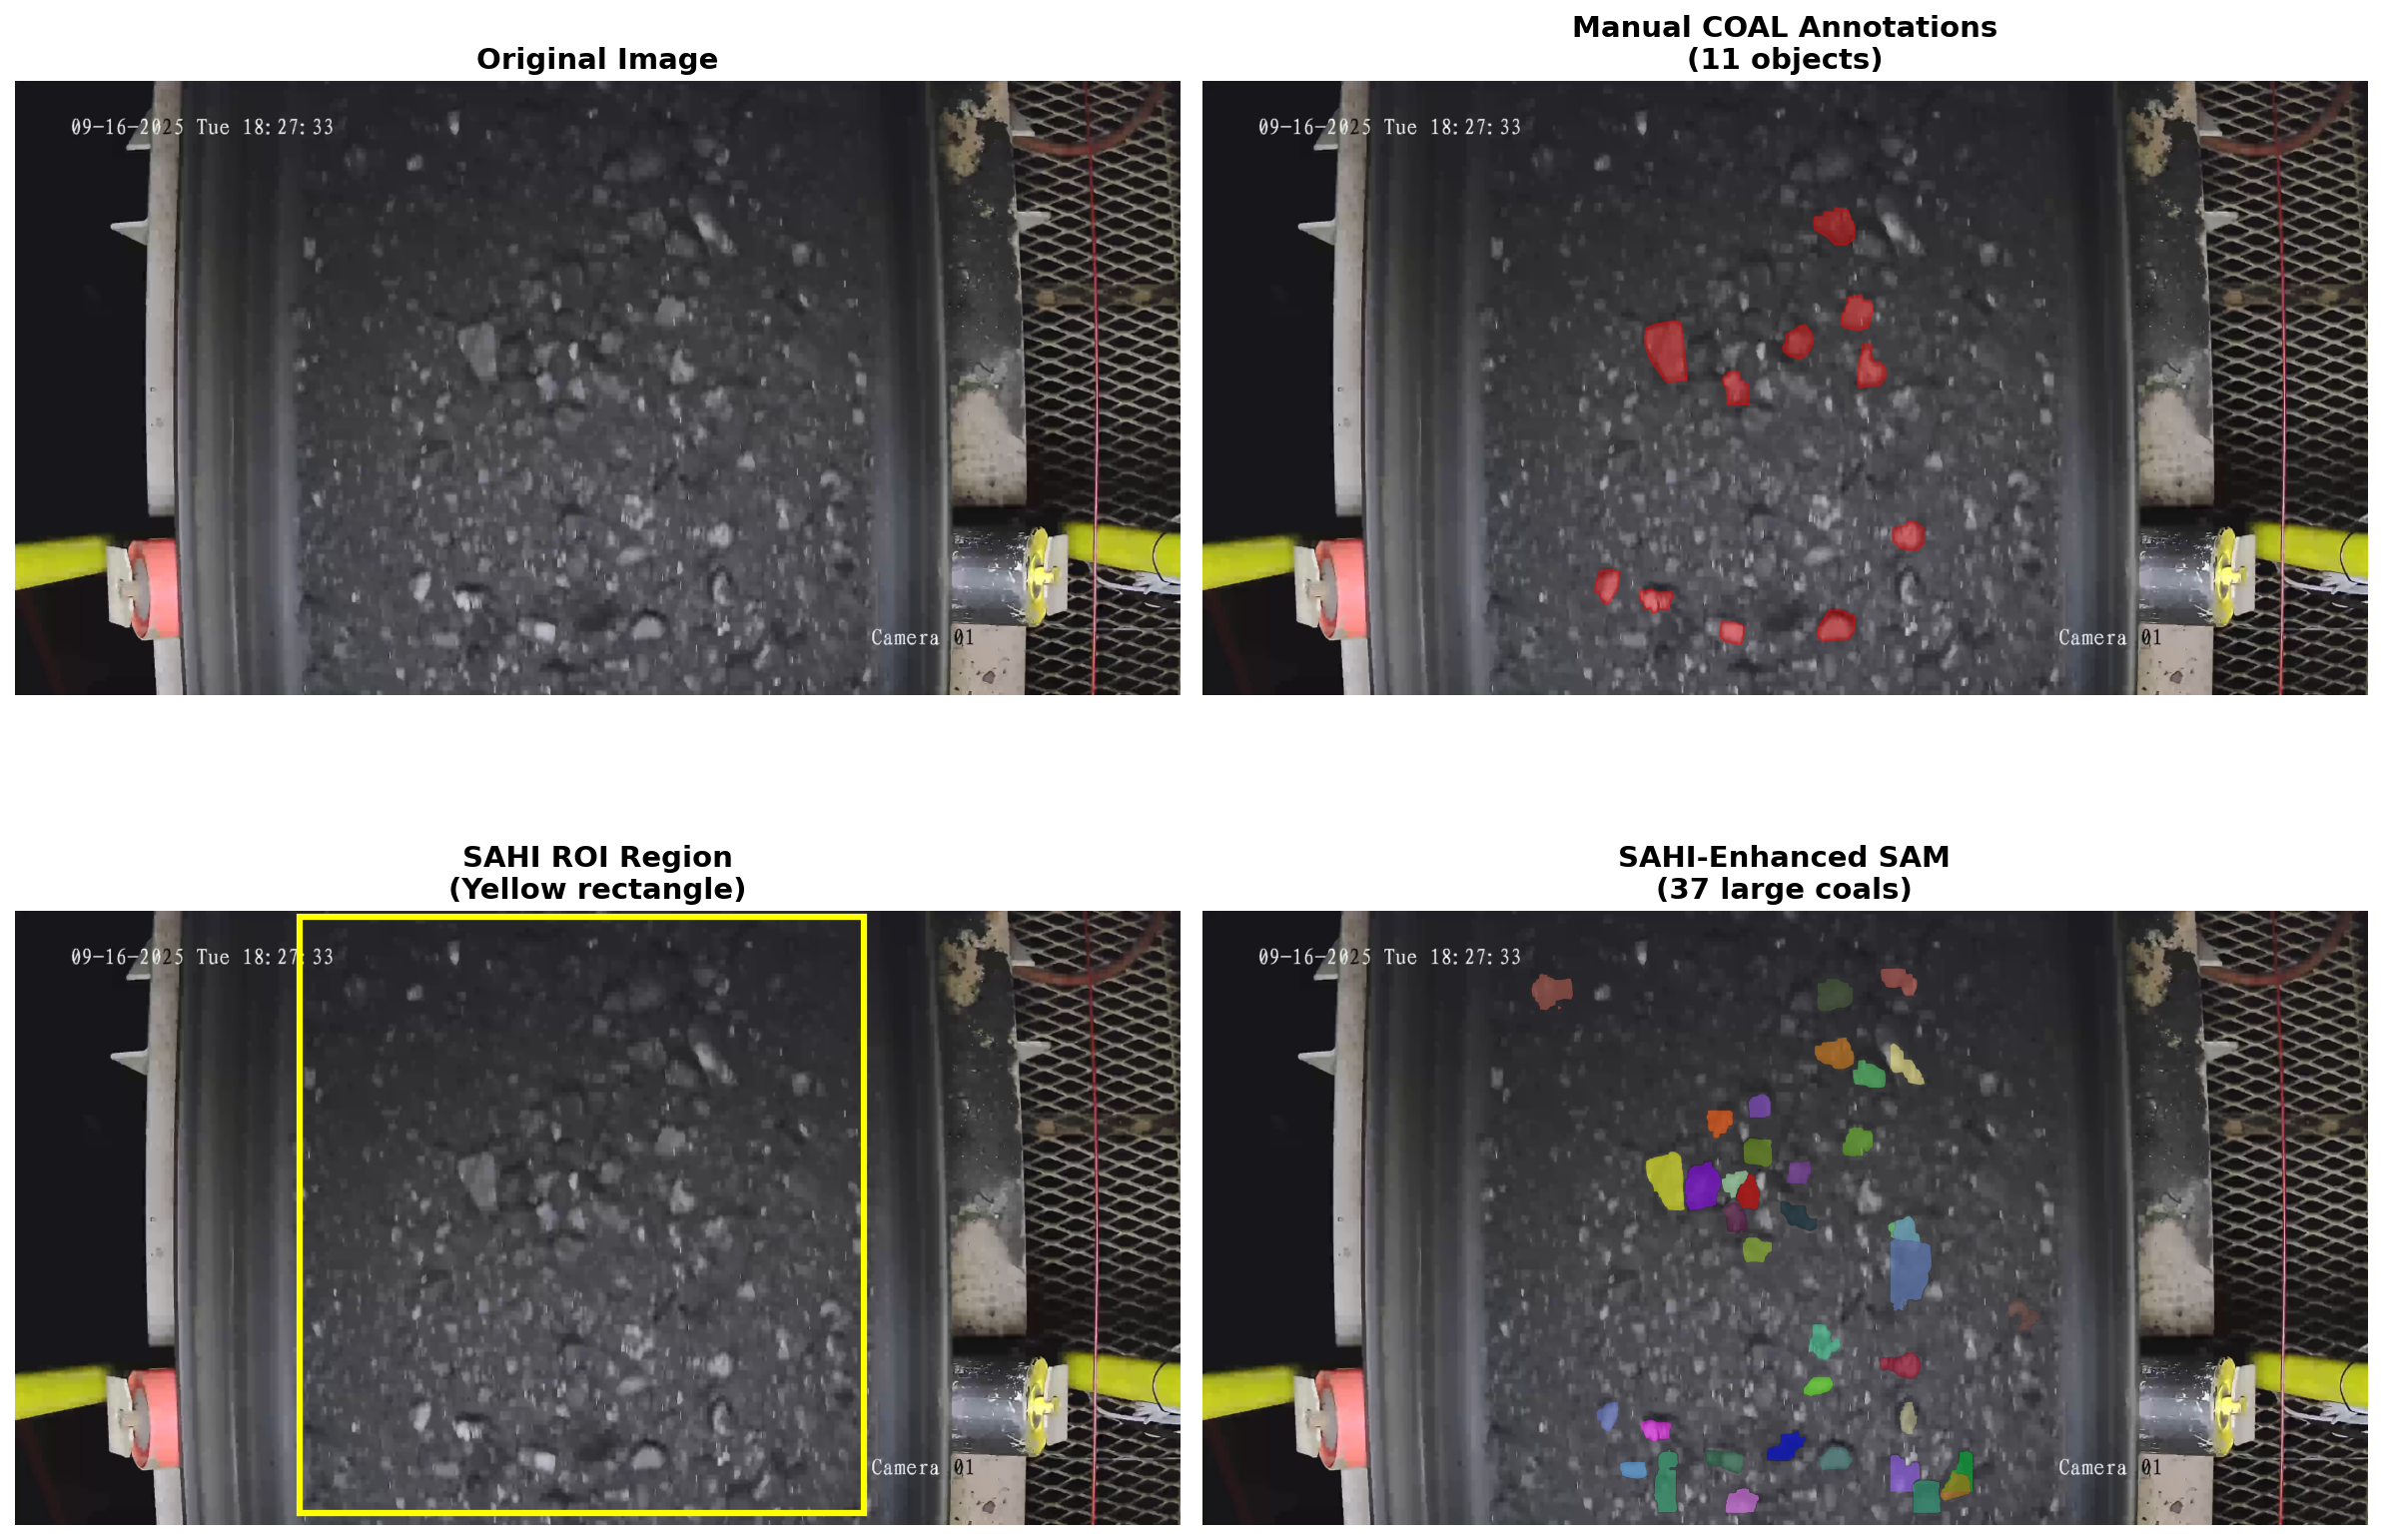 Original Image
09-16-2025 Tue 18:27:33
Camera 01
Manual COAL Annotations
(11 objects)
09-16-2025 Tue 18:27:33
Camera 01
SAHI ROI Region
(Yellow rectangle)
09-16-2025 Tue 18:27:33
Camera 01
SAHI-Enhanced SAM
(37 large coals)
09-16-2025 Tue 18:27:33
Camera 01